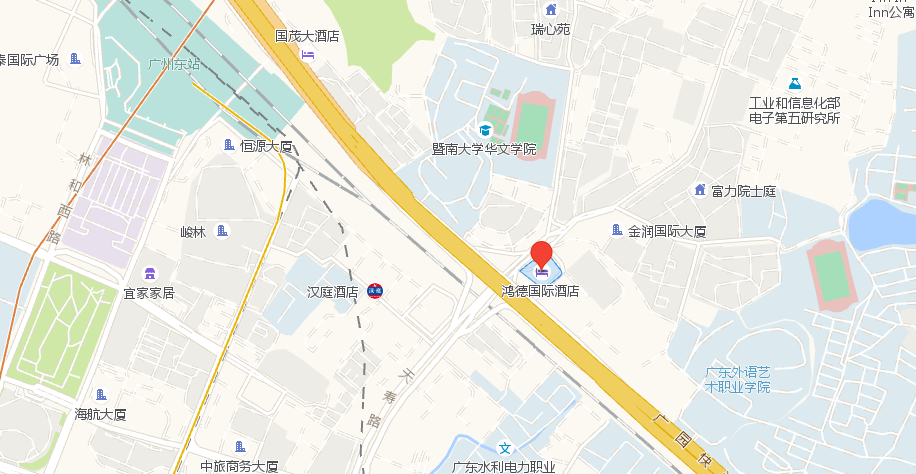 Inn公寓
瑞心苑
国茂大酒店
泰国际广场
广州东站
工业和信息化部
电子第五研究所
恒源大厦
暨南大学华文学院
林和西路
富力院士庭
峻林
金润国际大厦
宜家家居
汉庭酒店
鸿德国际酒店
广东外语艺
术职业学院
天寿路
海航大厦
广园快
中旅商务大厦
广东水利电力职业